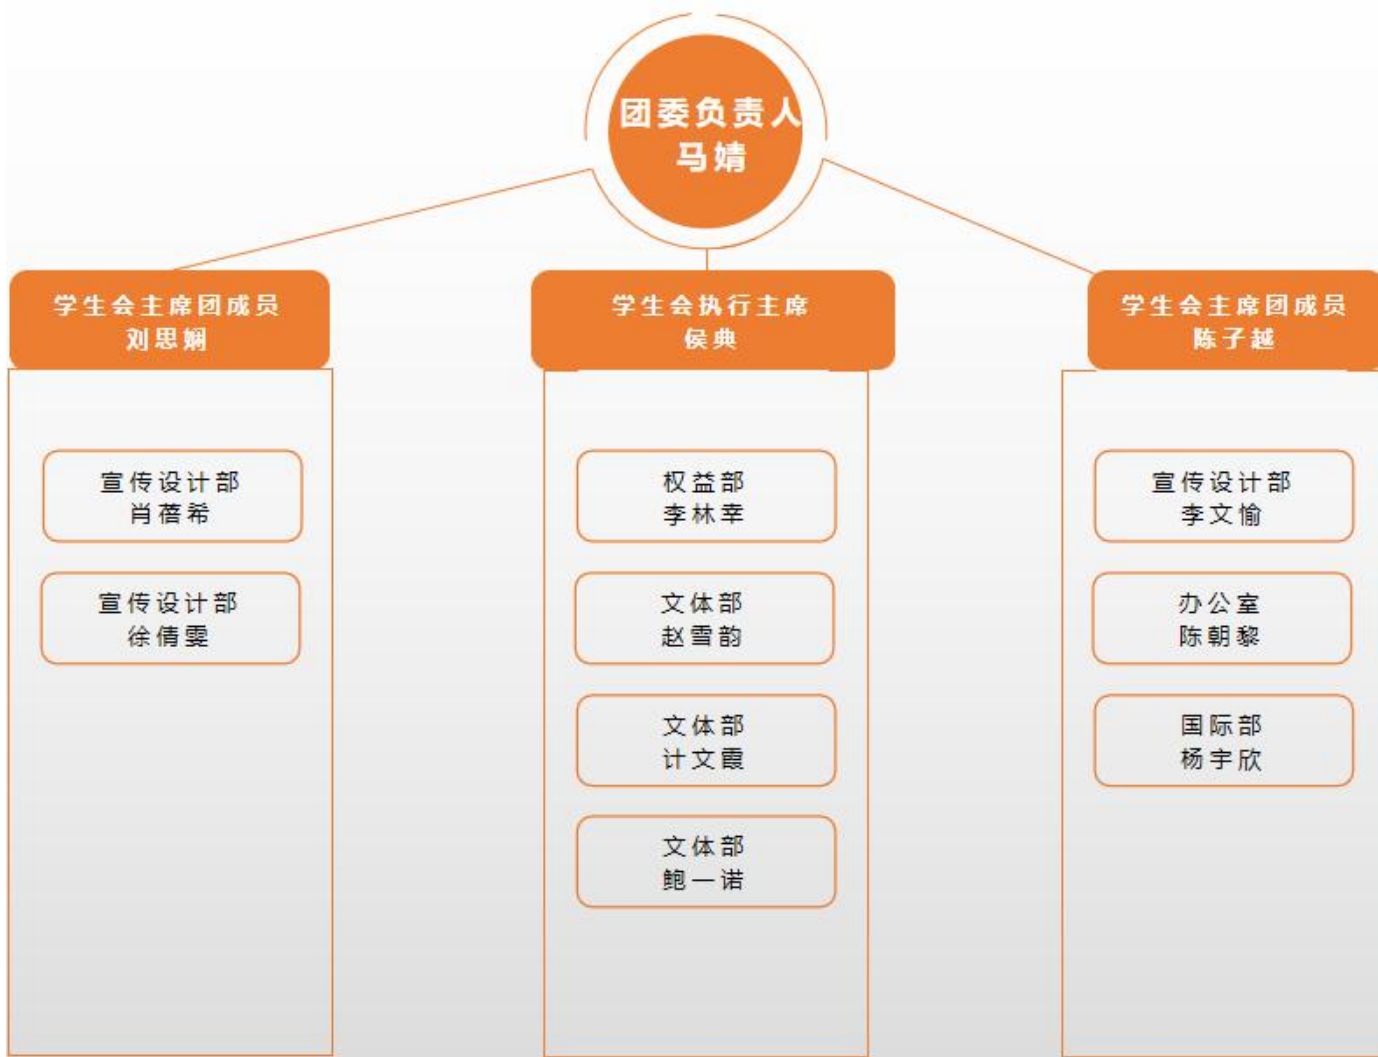 团委负责人
马婧
学生会主席团成员
刘思娴
宣传设计部
肖蓓希
宣传设计部
徐倩雯
学生会执行主席
侯典
权益部
李林幸
文体部
赵雪韵
文体部
计文霞
文体部
鲍一诺
学生会主席团成员
陈子越
宣传设计部
李文愉
办公室
陈朝黎
国际部
杨宇欣